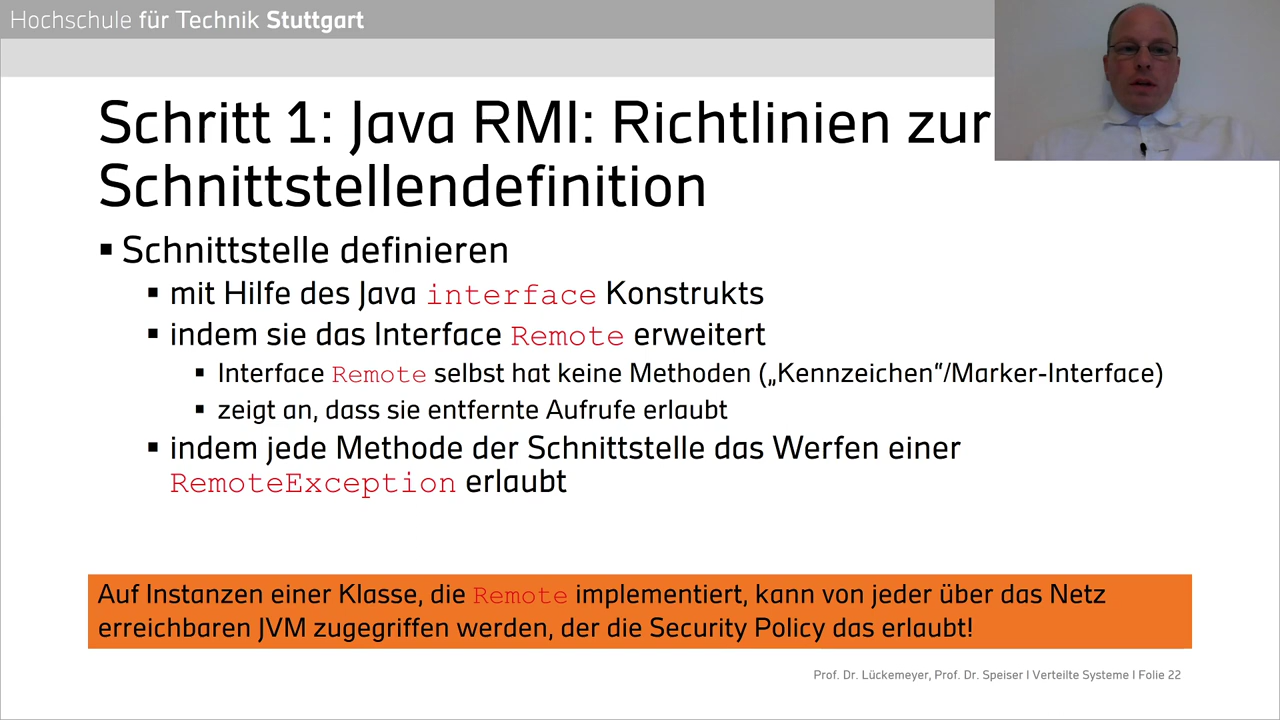 Hochschule für Technik Stuttgart
Schritt 1: Java RMI: Richtlinien zur
Schnittstellendefinition
▪ Schnittstelle definieren
▪ mit Hilfe des Java interface Konstrukts
▪ indem sie das Interface Remote erweitert
▪ Interface Remote selbst hat keine Methoden („Kennzeichen“/Marker-Interface)
▪ zeigt an, dass sie entfernte Aufrufe erlaubt
▪ indem jede Methode der Schnittstelle das Werfen einer
RemoteException erlaubt
Auf Instanzen einer Klasse, die Remote implementiert, kann von jeder über das Netz
erreichbaren JVM zugegriffen werden, der die Security Policy das erlaubt!
Prof. Dr. Lückemeyer, Prof. Dr. Speiser I Verteilte Systeme I Folie 22